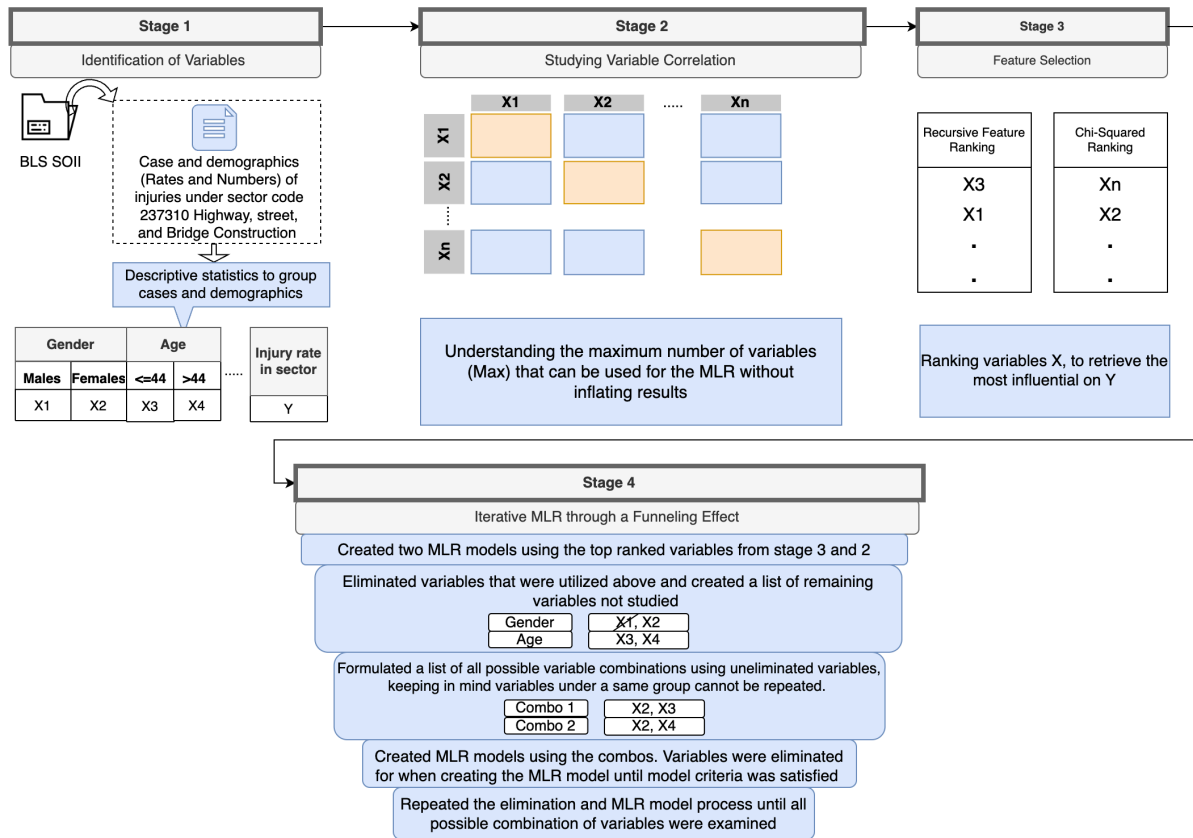 Stage 1
Identification of Variables
BLS SOII
Case and demographics
(Rates and Numbers) of
injuries under sector code
237310 Highway, street,
and Bridge Construction
Descriptive statistics to group
cases and demographics
Gender
Age
.....
Injury rate
in sector
Males
Females
<=44
>44
X1
X2
X3
X4
Y
Stage 2
Studying Variable Correlation
X1
X2
.....
Xn
X1
X2
Xn
Understanding the maximum number of variables
(Max) that can be used for the MLR without
inflating results
Stage 3
Feature Selection
Recursive Feature
Ranking
X3
X1
.
.
Chi-Squared
Ranking
Xn
X2
.
.
Ranking variables X, to retrieve the
most influential on Y
Stage 4
Iterative MLR through a Funneling Effect
Created two MLR models using the top ranked variables from stage 3 and 2
Eliminated variables that were utilized above and created a list of remaining
variables not studied
Gender
X1, X2
Age
X3, X4
Formulated a list of all possible variable combinations using uneliminated variables,
keeping in mind variables under a same group cannot be repeated.
Combo 1
X2, X3
Combo 2
X2, X4
Created MLR models using the combos. Variables were eliminated
for when creating the MLR model until model criteria was satisfied
Repeated the elimination and MLR model process until all
possible combination of variables were examined